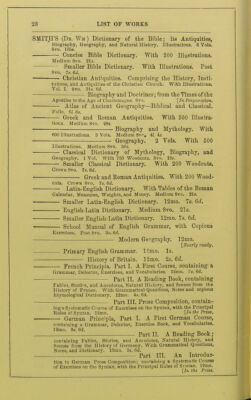 28 LIST OF WORKS
SMITH'S (Dr. Wm.) Dictionary of the Bible; its Antiquities,
Biography, Geography, and Natural History. Illustrations. 3 Vols.
8vo. 105s.
——— Concise Bible Dictionary. With 300 Illustrations.
Medium 8vo. 21s.
——— Smaller Bible Dictionary. With Illustrations. Post
8vo. 7s. 6d.
——— Christian Antiquities. Comprising the History, Insti-
tutions, and Antiquities of the Christian Church. With Illustrations.
Vol. I. 8vo. 31s. 6d.
——— Biography and Doctrines; from the Times of the
Apostles to the Age of Charlemagne. 8vo. [In Preparation.
——— Atlas of Ancient Geography—Biblical and Classical.
Folio. 6l. 6s.
——— Greek and Roman Antiquities. With 500 Illustra-
tions. Medium 8vo. 28s.
——— Biography and Mythology. With
600 Illustrations. 3 Vols. Medium 8vo. 4l. 4s.
——— Geography. 2 Vols. With 500
Illustrations. Medium 8vo. 56s.
——— Classical Dictionary of Mythology, Biography, and
Geography. 1 Vol. With 750 Woodcuts. 8vo. 18s.
——— Smaller Classical Dictionary. With 200 Woodcuts.
Crown 8vo. 7s. 6d.
——— Greek and Roman Antiquities. With 200 Wood-
cuts. Crown 8vo. 7s. 6d.
——— Latin-English Dictionary. With Tables of the Roman
Calendar, Measures, Weights, and Money. Medium 8vo. 21s.
——— Smaller Latin-English Dictionary. 12mo. 7s. 6d.
——— English-Latin Dictionary. Medium 8vo. 21s.
——— Smaller English-Latin Dictionary. 12mo. 7s. 6d.
——— School Manual of English Grammar, with Copious
Exercises. Post 8vo. 3s. 6d.
——— Modern Geography. 12mo.
[Nearly ready.
——— Primary English Grammar. 16mo. 1s.
——— History of Britain. 12mo. 2s. 6d.
——— French Principia. Part I. A First Course, containing a
Grammar, Delectus, Exercises, and Vocabularies. 12mo. 3s. 6d.
——— Part II. A Reading Book, containing
Fables, Stories, and Anecdotes, Natural History, and Scenes from the
History of France. With Grammatical Questions, Notes and copious
Etymological Dictionary. 12mo. 4s. 6d.
——— Part III. Prose Composition, contain-
ing a Systematic Course of Exercises on the Syntax, with the Principal
Rules of Syntax. 12mo. [In the Press.
——— German Principia, Part I. A First German Course,
containing a Grammar, Delectus, Exercise Book, and Vocabularies.
12mo. 3s. 6d.
——— Part II. A Reading Book;
containing Fables, Stories, and Anecdotes, Natural History, and
Scenes from the History of Germany. With Grammatical Questions,
Notes, and Dictionary. 12mo. 3s. 6d.
——— Part III. An Introduc-
tion to German Prose Composition; containing a Systematic Course
of Exercises on the Syntax, with the Principal Rules of Syntax. 12mo.
[In the Press.